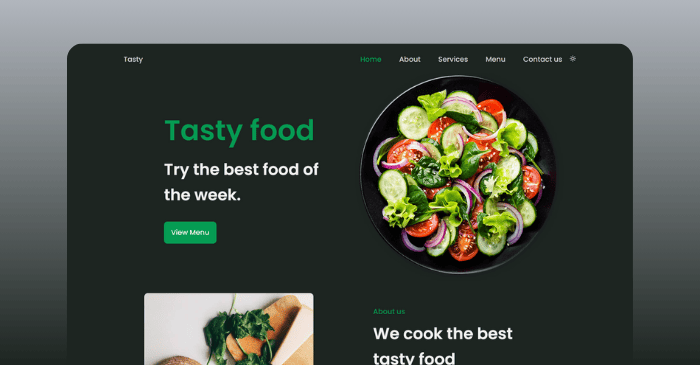 Tasty
Home About Services Menu Contact us
Tasty food
Try the best food of
the week.
View Menu
About us
We cook the best
tasty food